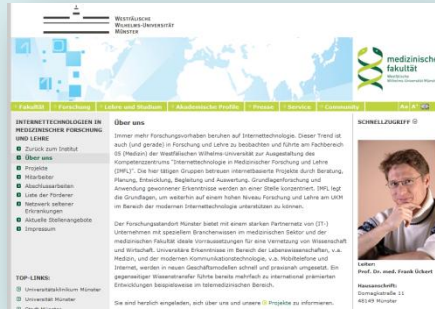 WESTFÄLISCHE
WILHELMS-UNIVERSITÄT
MÜNSTER
medizinische
fakultät
Westfälische
Wilhelms-Universität Münster
Fakultät Forschung Lehre und Studium Akademische Profile Presse Service Community
INTERNETTECHNOLOGIEN IN
MEDIZINISCHER FORSCHUNG
UND LEHRE
Zurück zum Institut
Über uns
Projekte
Mitarbeiter
Abschlussarbeiten
Liste der Förderer
Netzwerk seltener
Erkrankungen
Aktuelle Stellenangebote
Impressum
TOP-LINKS:
Universitätsklinikum Münster
Universität Münster
Über uns
Immer mehr Forschungsvorhaben beruhen auf Internettechnologie. Dieser Trend ist
auch (und gerade) in Forschung und Lehre zu beobachten und führte am Fachbereich
05 (Medizin) der Westfälischen Wilhelms-Universität zur Ausgestaltung des
Kompetenzzentrums "Internettechnologie in Medizinischer Forschung und Lehre
(IMFL)". Die hier tätigen Gruppen betreuen internetbasierte Projekte durch Beratung,
Planung, Entwicklung, Begleitung und Auswertung. Grundlagenforschung und
Anwendung gewonnener Erkenntnisse werden an einer Stelle konzentriert. IMFL legt
die Grundlagen, um weiterhin auf einem hohen Niveau Forschung und Lehre am UKM
im Bereich der modernen Internettechnologie unterstützen zu können.
Der Forschungsstandort Münster bietet mit einem starken Partnernetz von (IT-)
Unternehmen mit speziellem Branchenwissen im medizinischen Sektor und der
medizinischen Fakultät ideale Vorraussetzungen für eine Vernetzung von Wissenschaft
und Wirtschaft. Universitäre Erkenntnisse im Bereich der Lebenswissenschaften, v.a.
Medizin, und der modernen Kommunikationstechnologie, v.a. Mobiltelefone und
Internet, werden in neuen Geschäftsmodellen schnell und praxisnah umgesetzt. Ein
gegenseitiger Wissenstransfer führte bereits mehrfach zu international prämierten
Entwicklungen beispielsweise im telemedizinischen Bereich.
Sie sind herzlich eingeladen, sich über uns und unsere Projekte zu informieren.
SCHNELLZUGRIFF
Leiter:
Prof. Dr. med. Frank Ückert
Hausanschrift:
Domagkstraße 11
48149 Münster